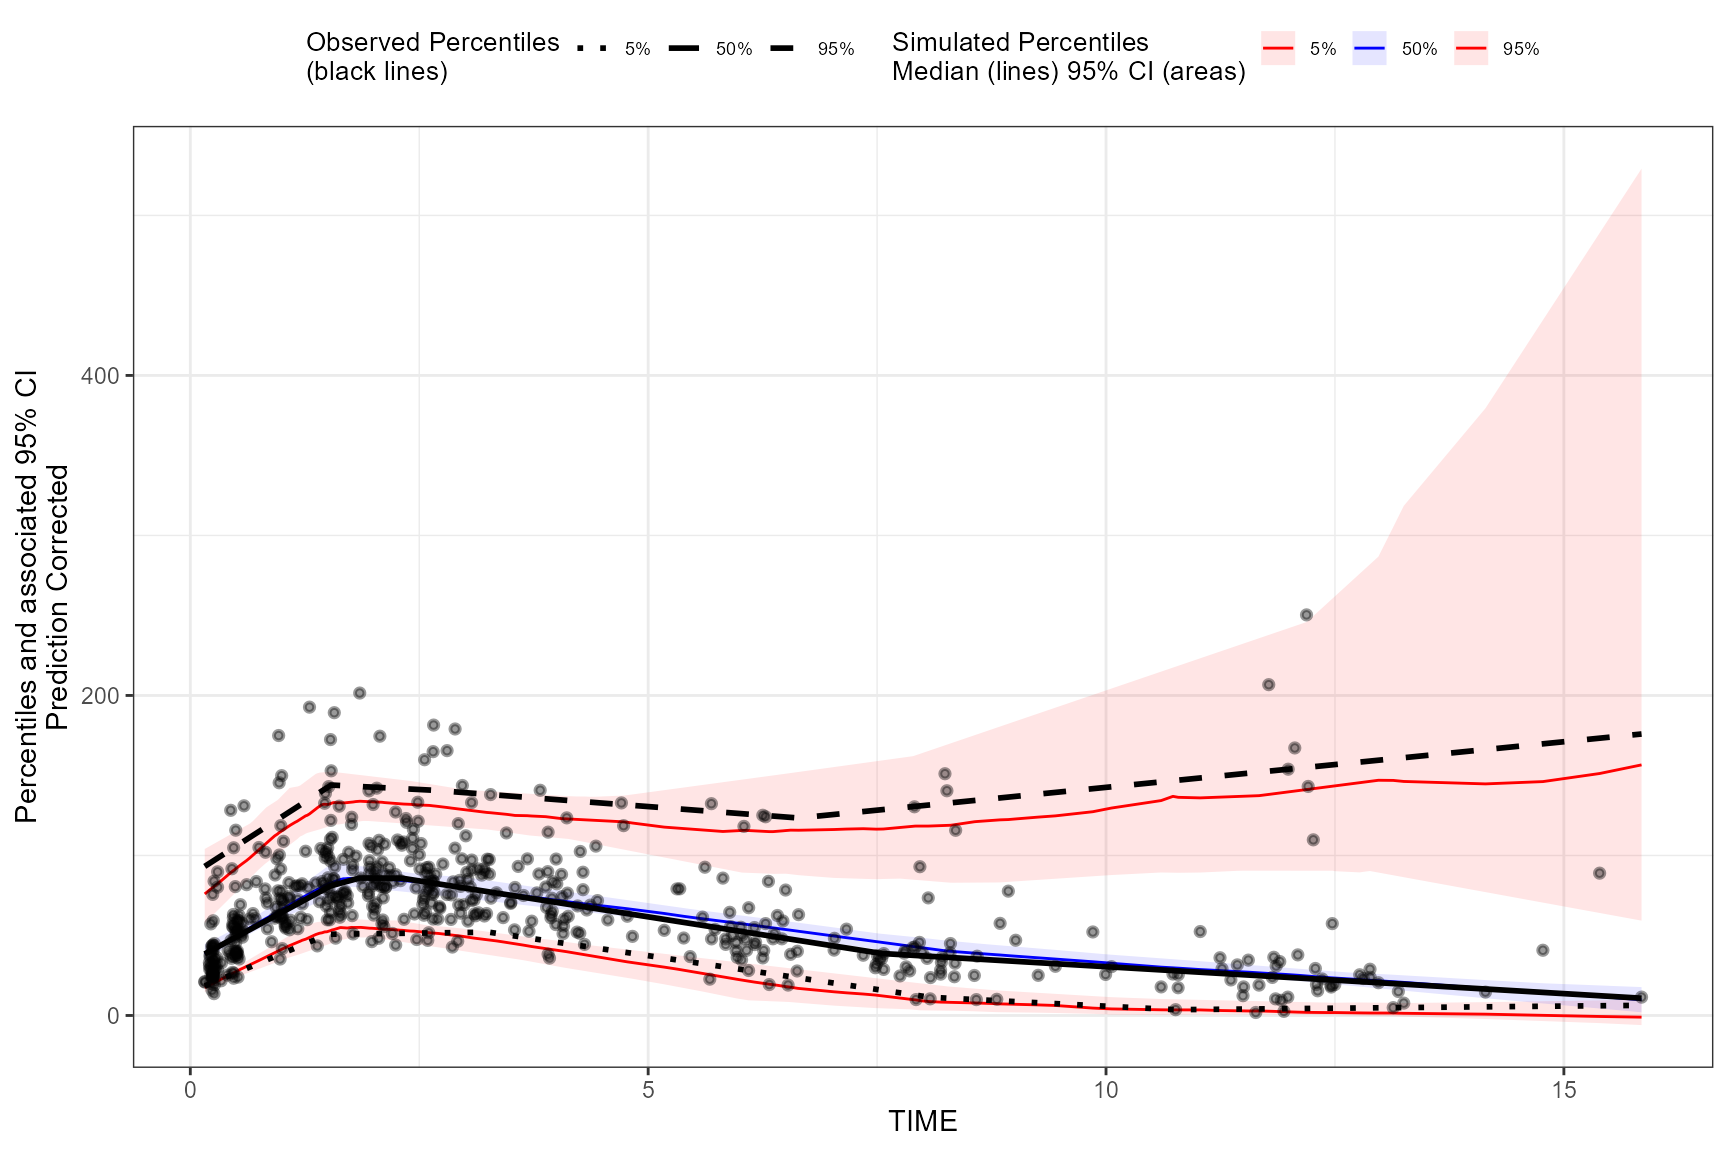 Observed Percentiles
(black lines)
5%
50%
95%
Simulated Percentiles
Median (lines) 95% CI (areas)
5%
50%
95%
Percentiles and associated 95% CI
Prediction Corrected
400
200
0
0
5
10
15
TIME